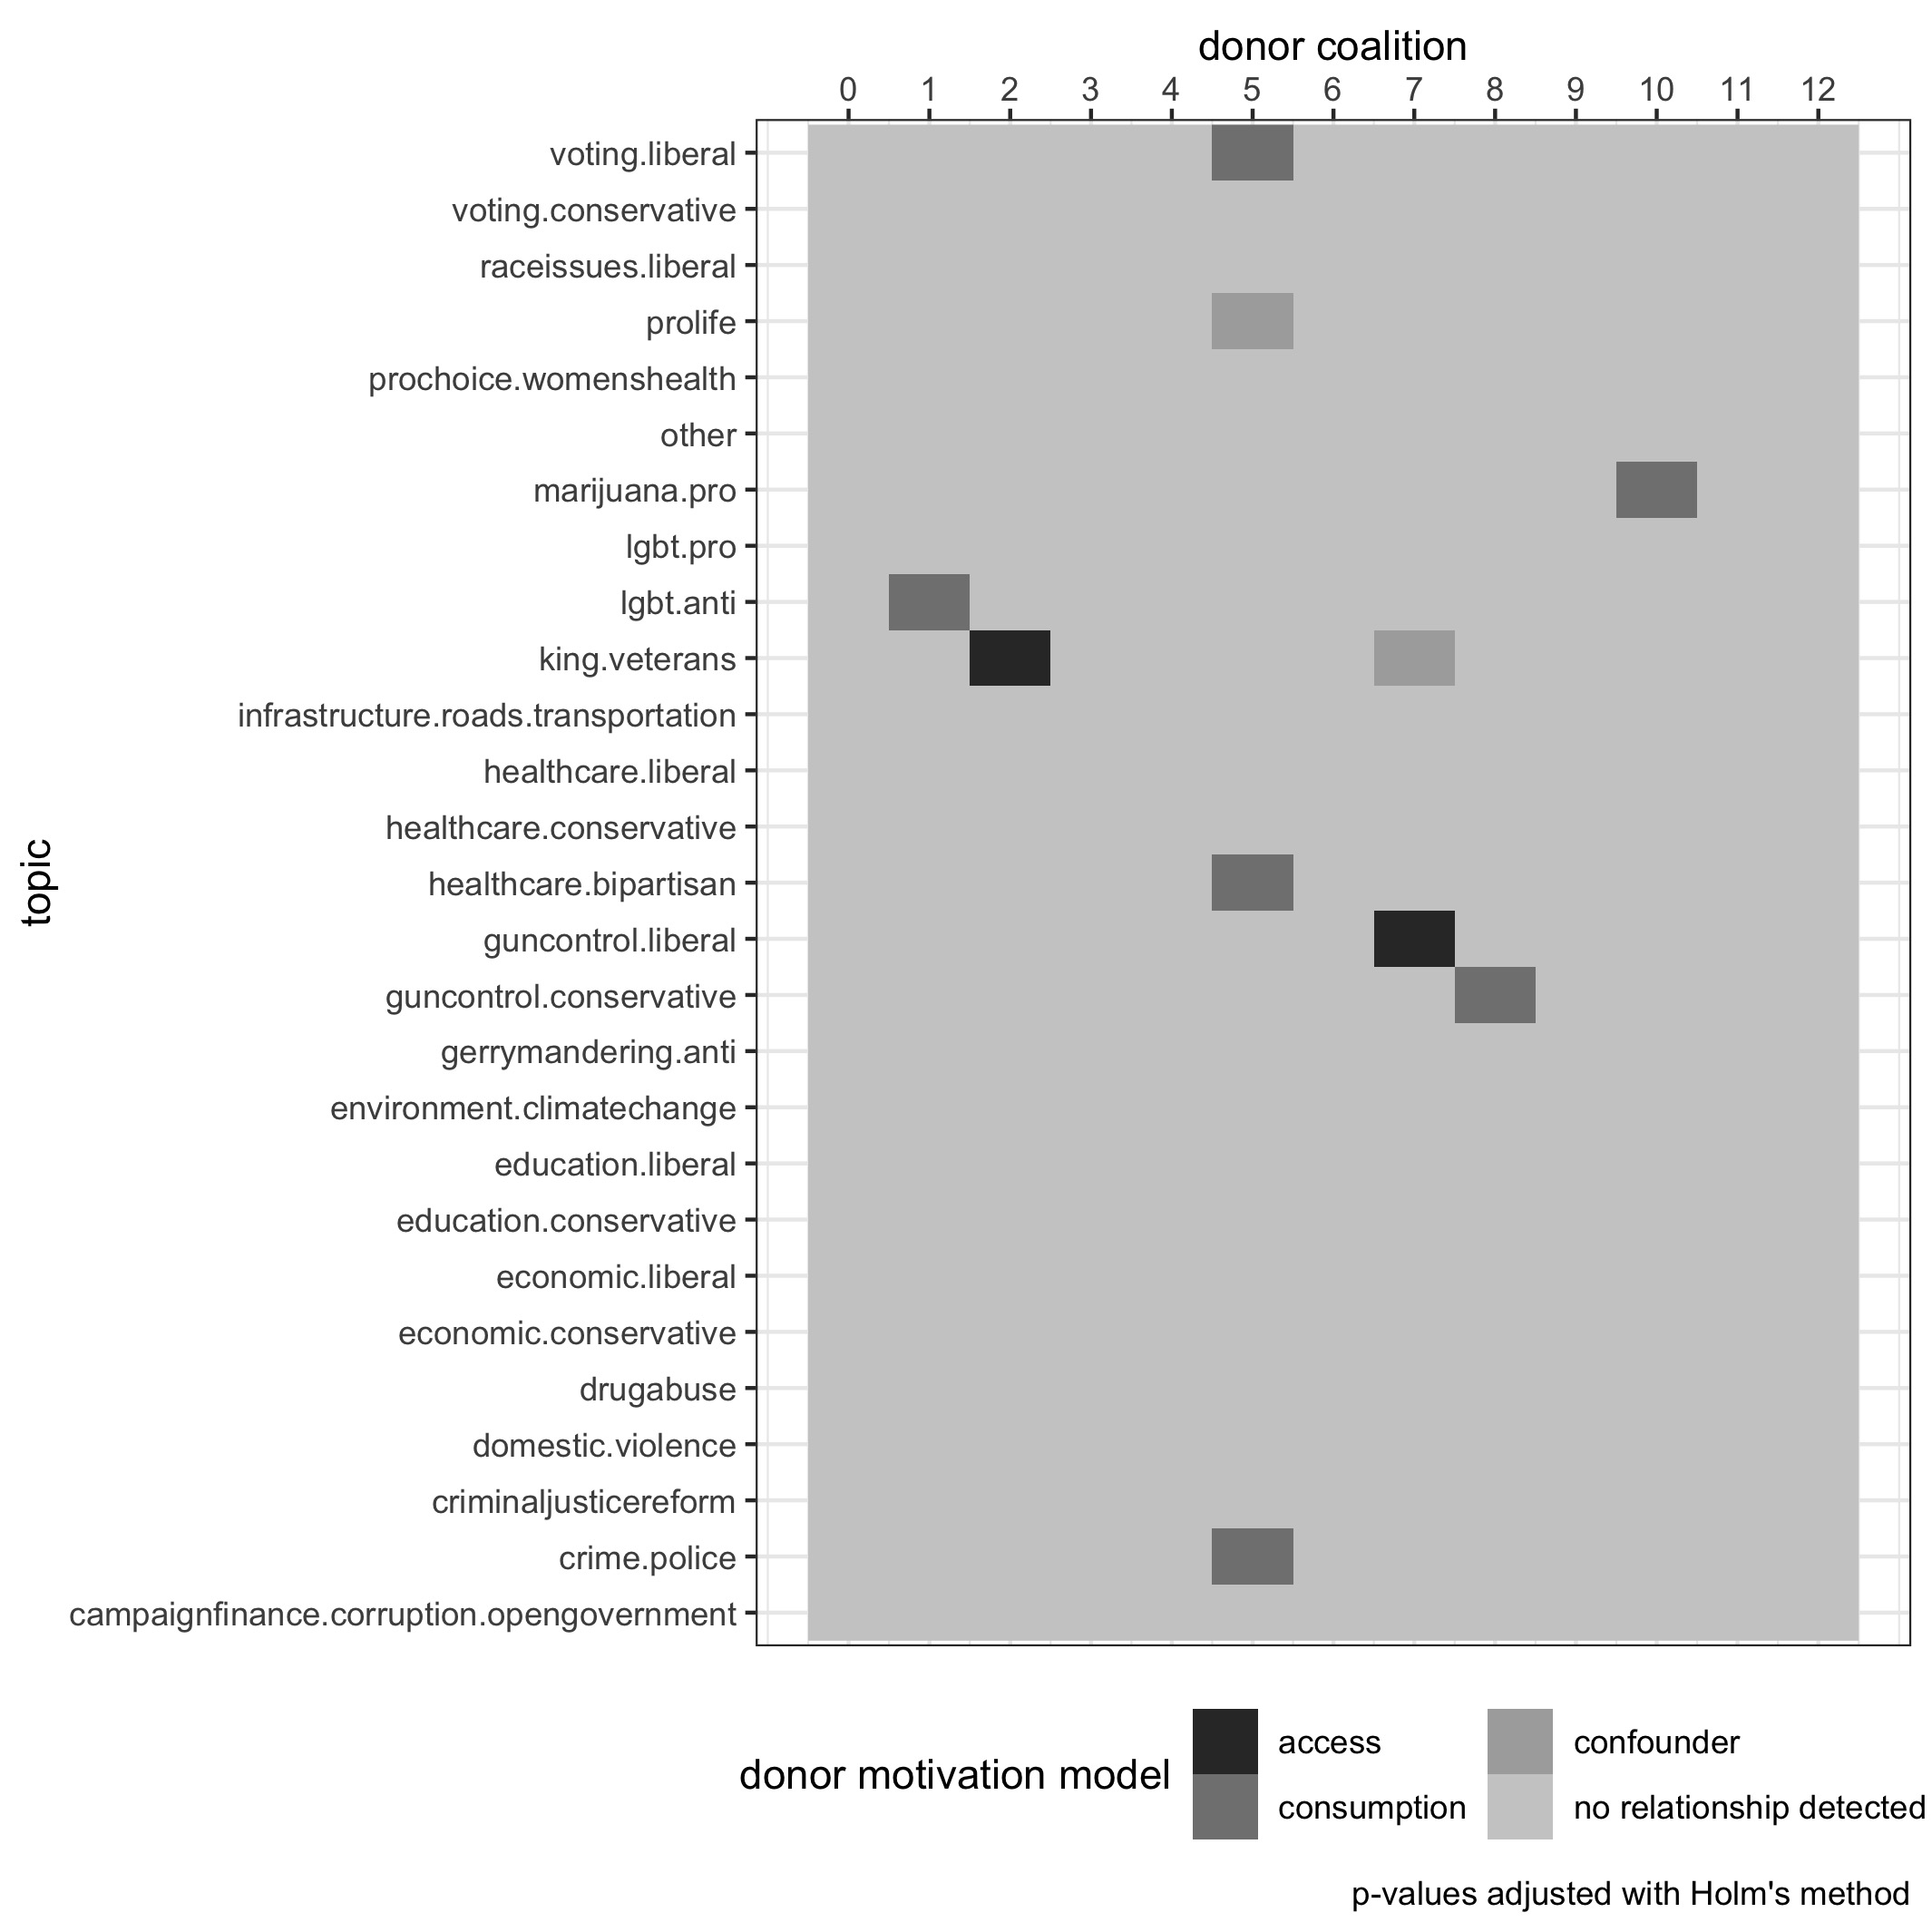 donor coalition
0 1 2 3 4 5 6 7 8 9 10 11 12
topic
voting.liberal
voting.conservative
raceissues.liberal
prolife
prochoice.womenshealth
other
marijuana.pro
lgbt.pro
lgbt.anti
king.veterans
infrastructure.roads.transportation
healthcare.liberal
healthcare.conservative
healthcare.bipartisan
guncontrol.liberal
guncontrol.conservative
gerrymandering.anti
environment.climatechange
education.liberal
education.conservative
economic.liberal
economic.conservative
drugabuse
domestic.violence
criminaljusticereform
crime.police
campaignfinance.corruption.opengovernment
donor motivation model
access
consumption
confounder
no relationship detected
p-values adjusted with Holm's method